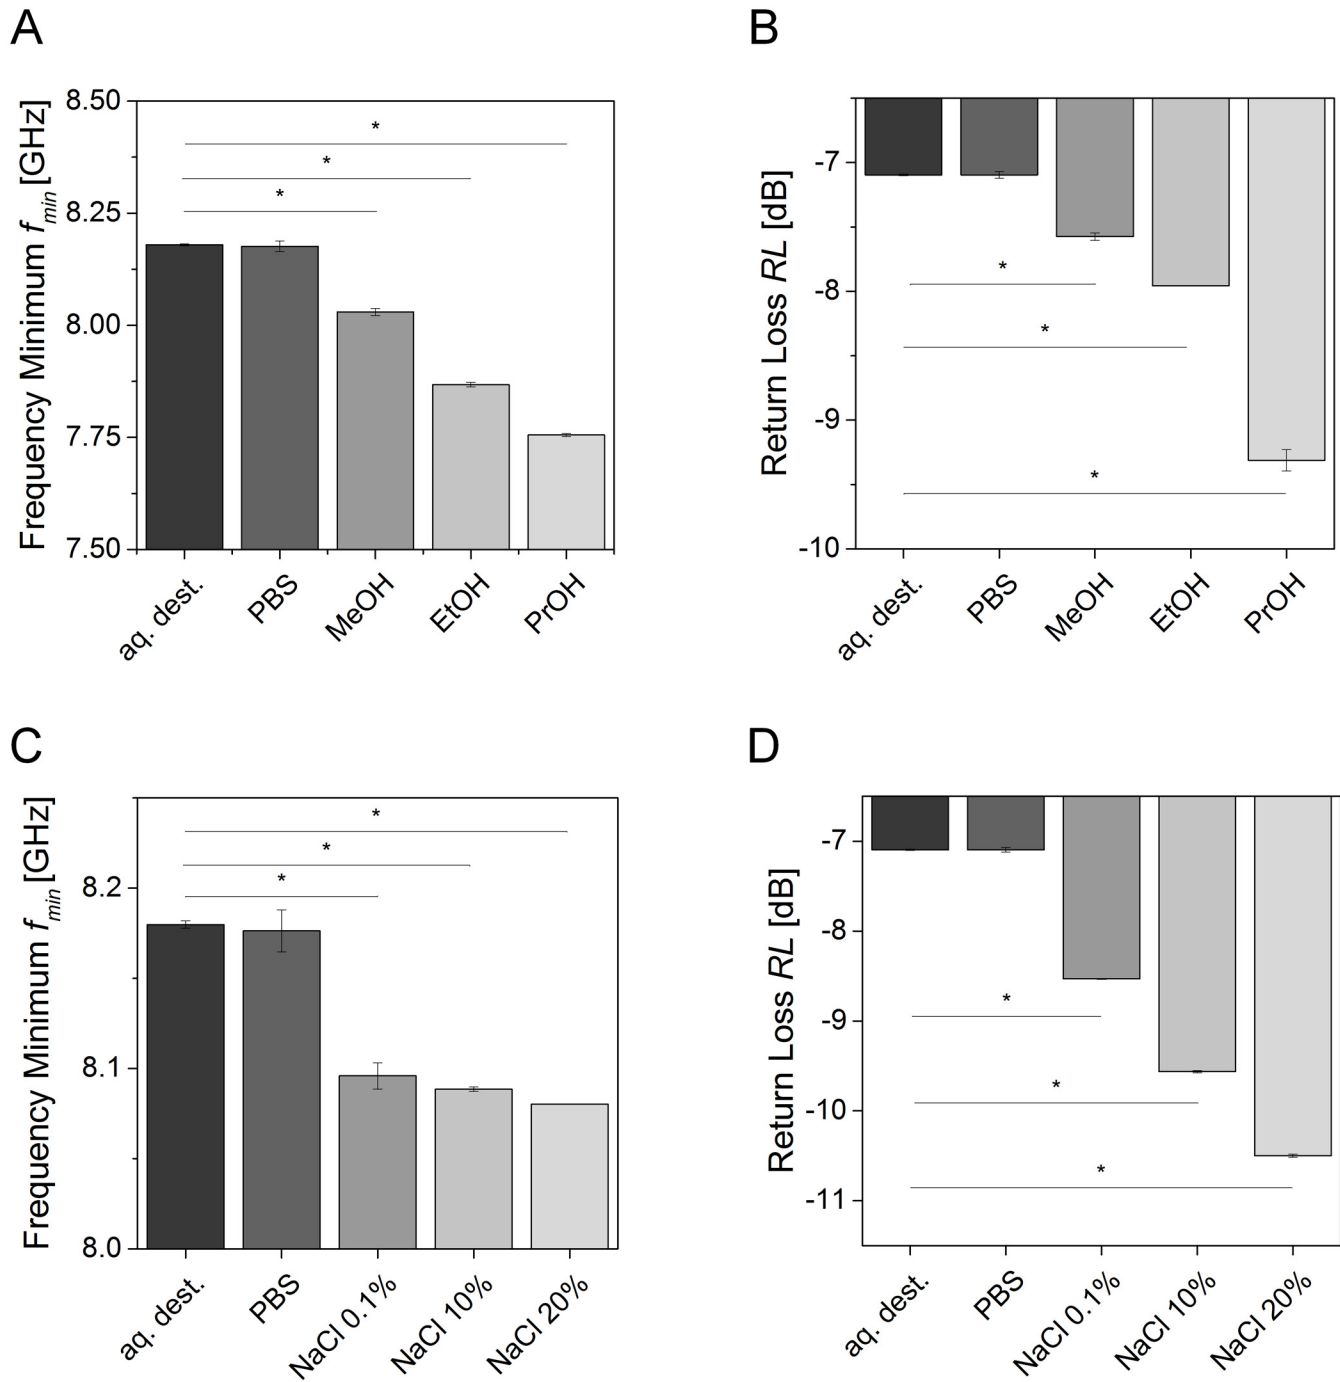 A
Frequency Minimum fmin [GHz]
8.50
8.25
8.00
7.75
7.50
*
*
*
aq. dest.
PBS
MeOH
EtOH
PrOH
B
Return Loss RL [dB]
-7
-8
-9
-10
*
*
*
aq. dest.
PBS
MeOH
EtOH
PrOH
C
Frequency Minimum fmin [GHz]
8.2
8.1
8.0
*
*
*
aq. dest.
PBS
NaCl 0.1%
NaCl 10%
NaCl 20%
D
Return Loss RL [dB]
-7
-8
-9
-10
-11
*
*
*
aq. dest.
PBS
NaCl 0.1%
NaCl 10%
NaCl 20%